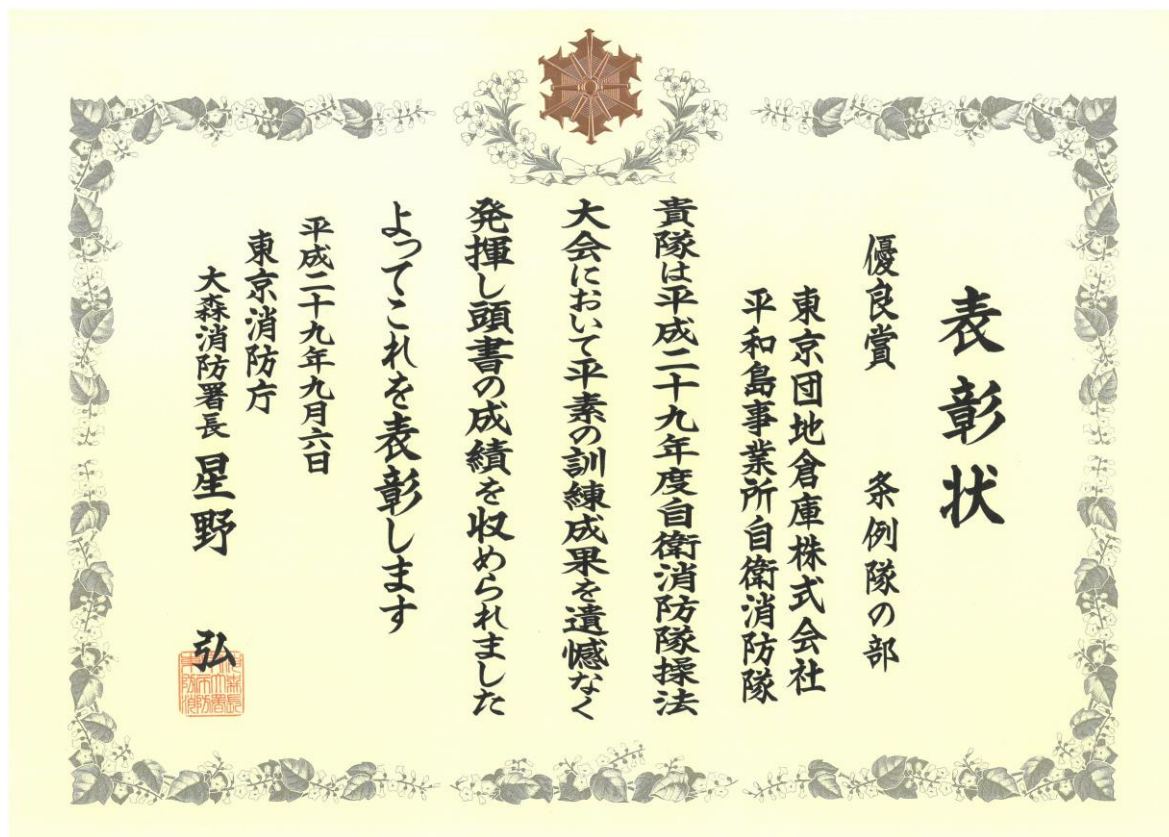 表彰状
優良賞　条例隊の部
東京団地倉庫株式会社
平和島事業所自衛消防隊
貴隊は平成二十九年度自衛消防隊操法
大会において平素の訓練成果を遺憾なく
発揮し頭書の成績を収められました
よってこれを表彰します
平成二十九年九月六日
東京消防庁
大森消防署長　星野　弘